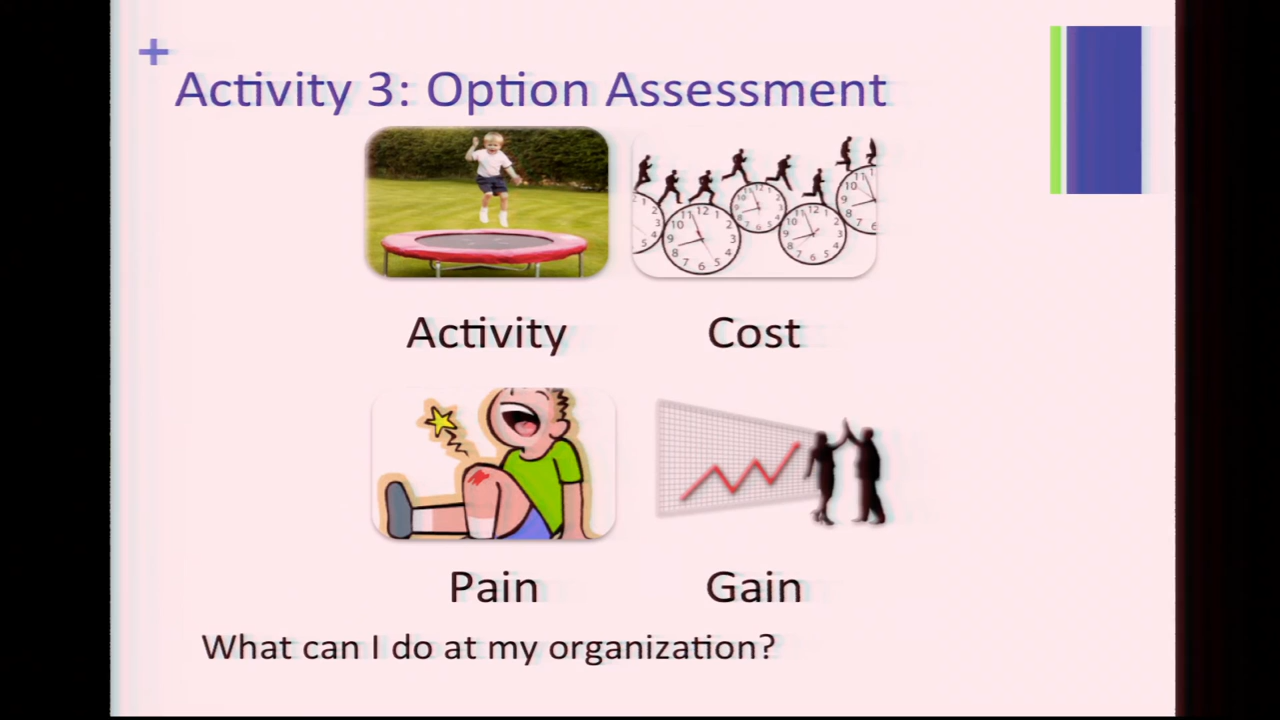 +
Activity 3: Option Assessment
Activity
Cost
Pain
Gain
What can I do at my organization?